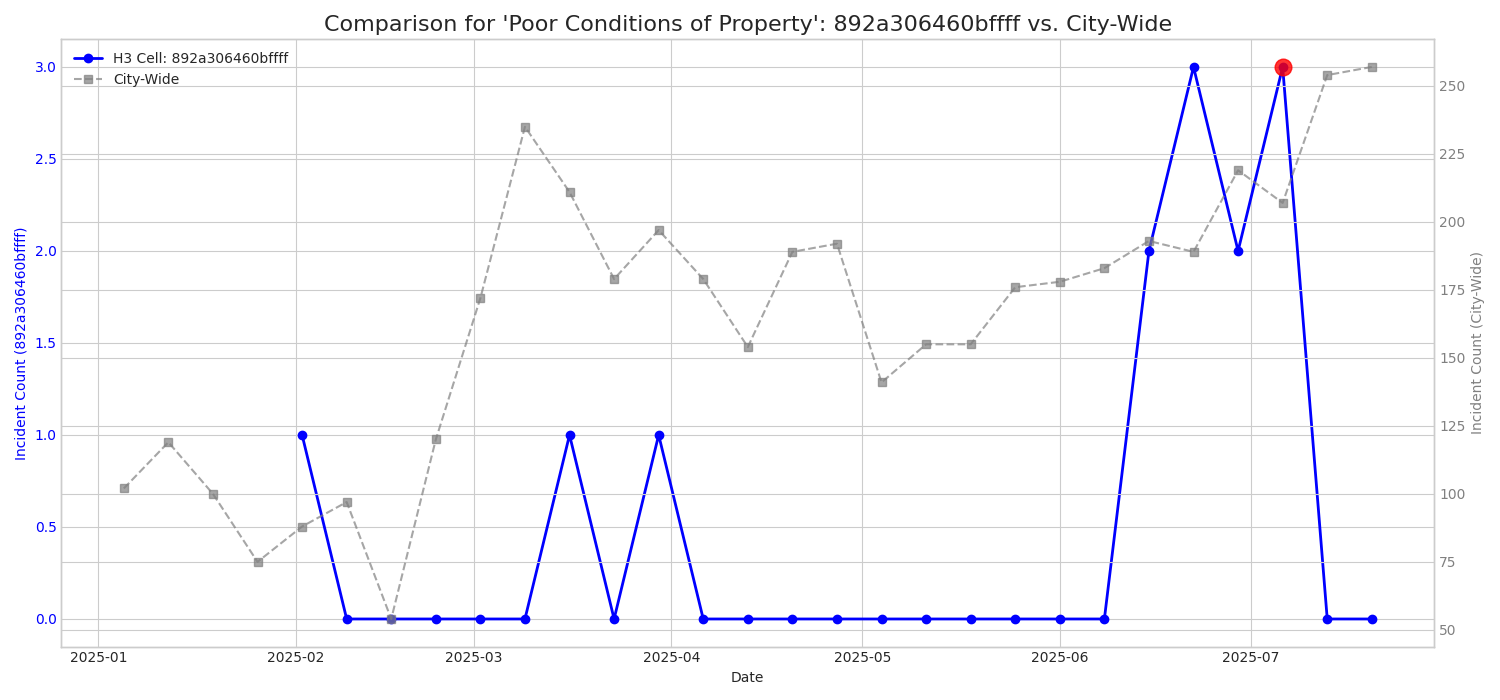 Comparison for 'Poor Conditions of Property': 892a306460bffff vs. City-Wide
H3 Cell: 892a306460bffff
City-Wide
Incident Count (892a306460bffff)
3.0
2.5
2.0
1.5
1.0
0.5
0.0
250
225
200
175
150
125
100
75
50
Incident Count (City-Wide)
2025-01 2025-02 2025-03 2025-04 2025-05 2025-06 2025-07
Date